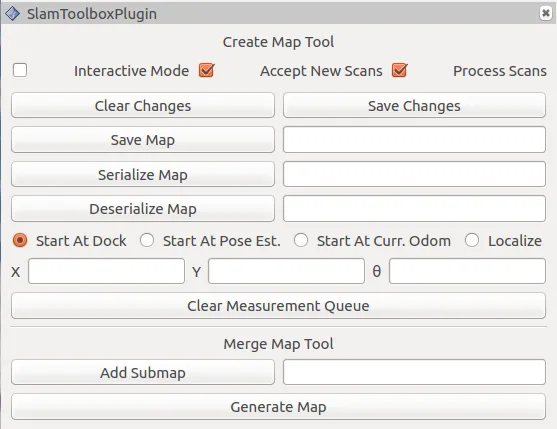 SlamToolboxPlugin
Create Map Tool
Interactive Mode Accept New Scans Process Scans
Clear Changes Save Changes
Save Map
Serialize Map
Deserialize Map
Start At Dock Start At Pose Est. Start At Curr. Odom Localize
X Y θ
Clear Measurement Queue
Merge Map Tool
Add Submap
Generate Map